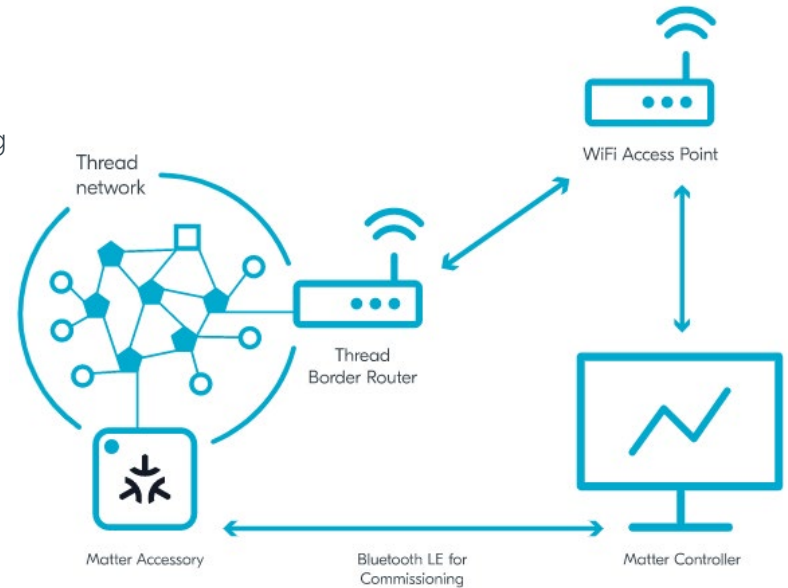 g
Thread
network
WiFi Access Point
Thread
Border Router
Matter Accessory
Bluetooth LE for
Commissioning
Matter Controller